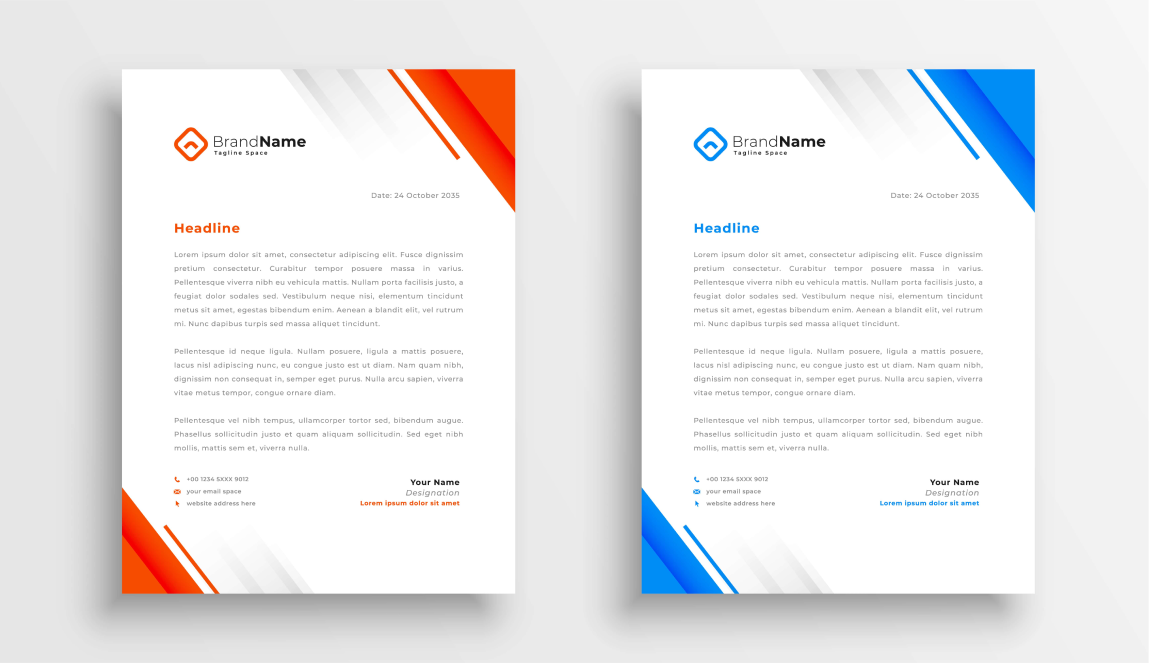 BrandName
Tagline Space
Date: 24 October 2035
Headline
Lorem ipsum dolor sit amet, consectetur adipiscing elit. Fusce dignissim
pretium consectetur. Curabitur tempor posuere massa in varius.
Pellentesque viverra nibh eu vehicula mattis. Nullam porta facilisis justo, a
feugiat dolor sodales sed. Vestibulum neque nisi, elementum tincidunt
metus sit amet, egestas bibendum enim. Aenean a blandit elit, vel rutrum
mi. Nunc dapibus turpis sed massa aliquet tincidunt.
Pellentesque id neque ligula. Nullam posuere, ligula a mattis posuere,
lacus nisl adipiscing nunc, eu congue justo est ut diam. Nam quam nibh,
dignissim non consequat in, semper eget purus. Nulla arcu sapien, viverra
vitae metus tempor, congue ornare diam.
Pellentesque vel nibh tempus, ullamcorper tortor sed, bibendum augue.
Phasellus sollicitudin justo et quam aliquam sollicitudin. Sed eget nibh
mollis, mattis sem et, viverra nulla.
+00 1234 5XXX 9012
your email space
website address here
Your Name
Designation
Lorem ipsum dolor sit amet
BrandName
Tagline Space
Date: 24 October 2035
Headline
Lorem ipsum dolor sit amet, consectetur adipiscing elit. Fusce dignissim
pretium consectetur. Curabitur tempor posuere massa in varius.
Pellentesque viverra nibh eu vehicula mattis. Nullam porta facilisis justo, a
feugiat dolor sodales sed. Vestibulum neque nisi, elementum tincidunt
metus sit amet, egestas bibendum enim. Aenean a blandit elit, vel rutrum
mi. Nunc dapibus turpis sed massa aliquet tincidunt.
Pellentesque id neque ligula. Nullam posuere, ligula a mattis posuere,
lacus nisl adipiscing nunc, eu congue justo est ut diam. Nam quam nibh,
dignissim non consequat in, semper eget purus. Nulla arcu sapien, viverra
vitae metus tempor, congue ornare diam.
Pellentesque vel nibh tempus, ullamcorper tortor sed, bibendum augue.
Phasellus sollicitudin justo et quam aliquam sollicitudin. Sed eget nibh
mollis, mattis sem et, viverra nulla.
+00 1234 5XXX 9012
your email space
website address here
Your Name
Designation
Lorem ipsum dolor sit amet